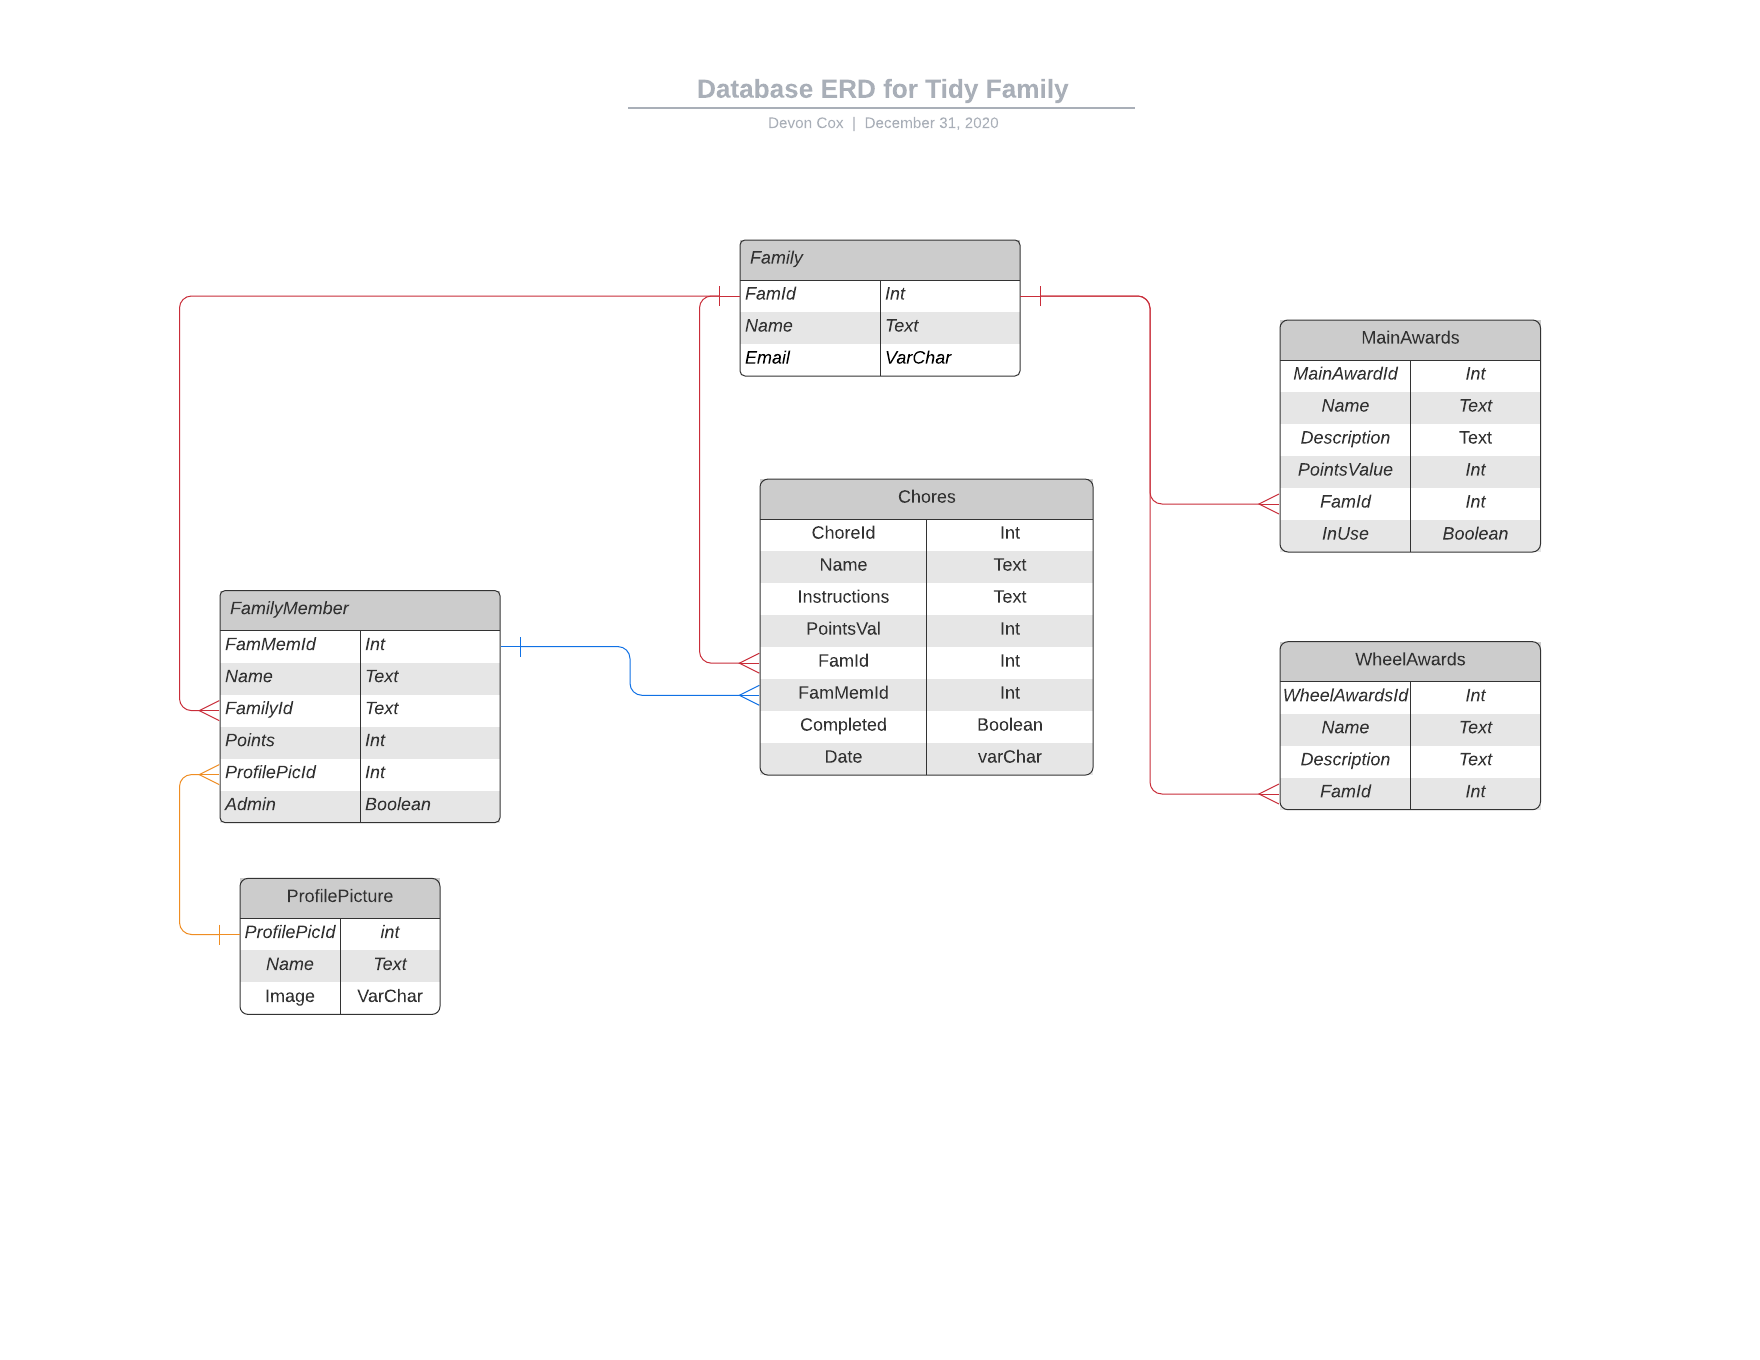 Database ERD for Tidy Family
Devon Cox | December 31, 2020
Family
FamId Int
Name Text
Email VarChar
MainAwards
MainAwardId Int
Name Text
Description Text
PointsValue Int
FamId Int
InUse Boolean
Chores
ChoreId Int
Name Text
Instructions Text
PointsVal Int
FamId Int
FamMemId Int
Completed Boolean
Date varChar
FamilyMember
FamMemId Int
Name Text
FamilyId Text
Points Int
ProfilePicId Int
Admin Boolean
WheelAwards
WheelAwardsId Int
Name Text
Description Text
FamId Int
ProfilePicture
ProfilePicId int
Name Text
Image VarChar